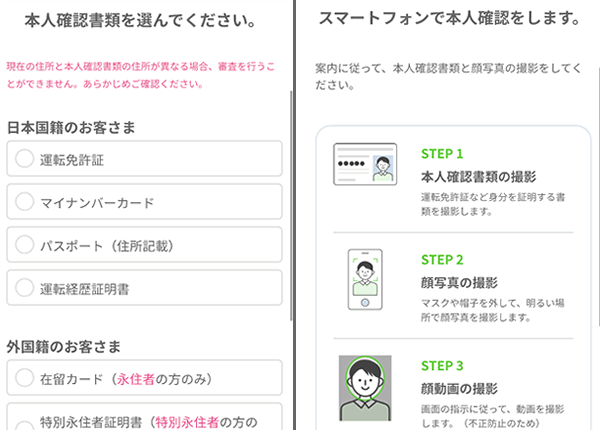 本人確認書類を選んでください。
現在の住所と本人確認書類の住所が異なる場合、審査を行うこ
とができません。あらかじめご確認ください。
日本国籍のお客さま
運転免許証
マイナンバーカード
パスポート（住所記載）
運転経歴証明書
外国籍のお客さま
在留カード（永住者の方のみ）
特別永住者証明書（特別永住者の方の
スマートフォンで本人確認をします。
案内に従って、本人確認書類と顔写真の撮影をしてく
ださい。
STEP 1
本人確認書類の撮影
運転免許証など身分を証明する書
類を撮影します。
STEP 2
顔写真の撮影
マスクや帽子を外して、明るい場
所で顔写真を撮影します。
STEP 3
顔動画の撮影
画面の指示に従って、動画を撮影
します。（不正防止のため）